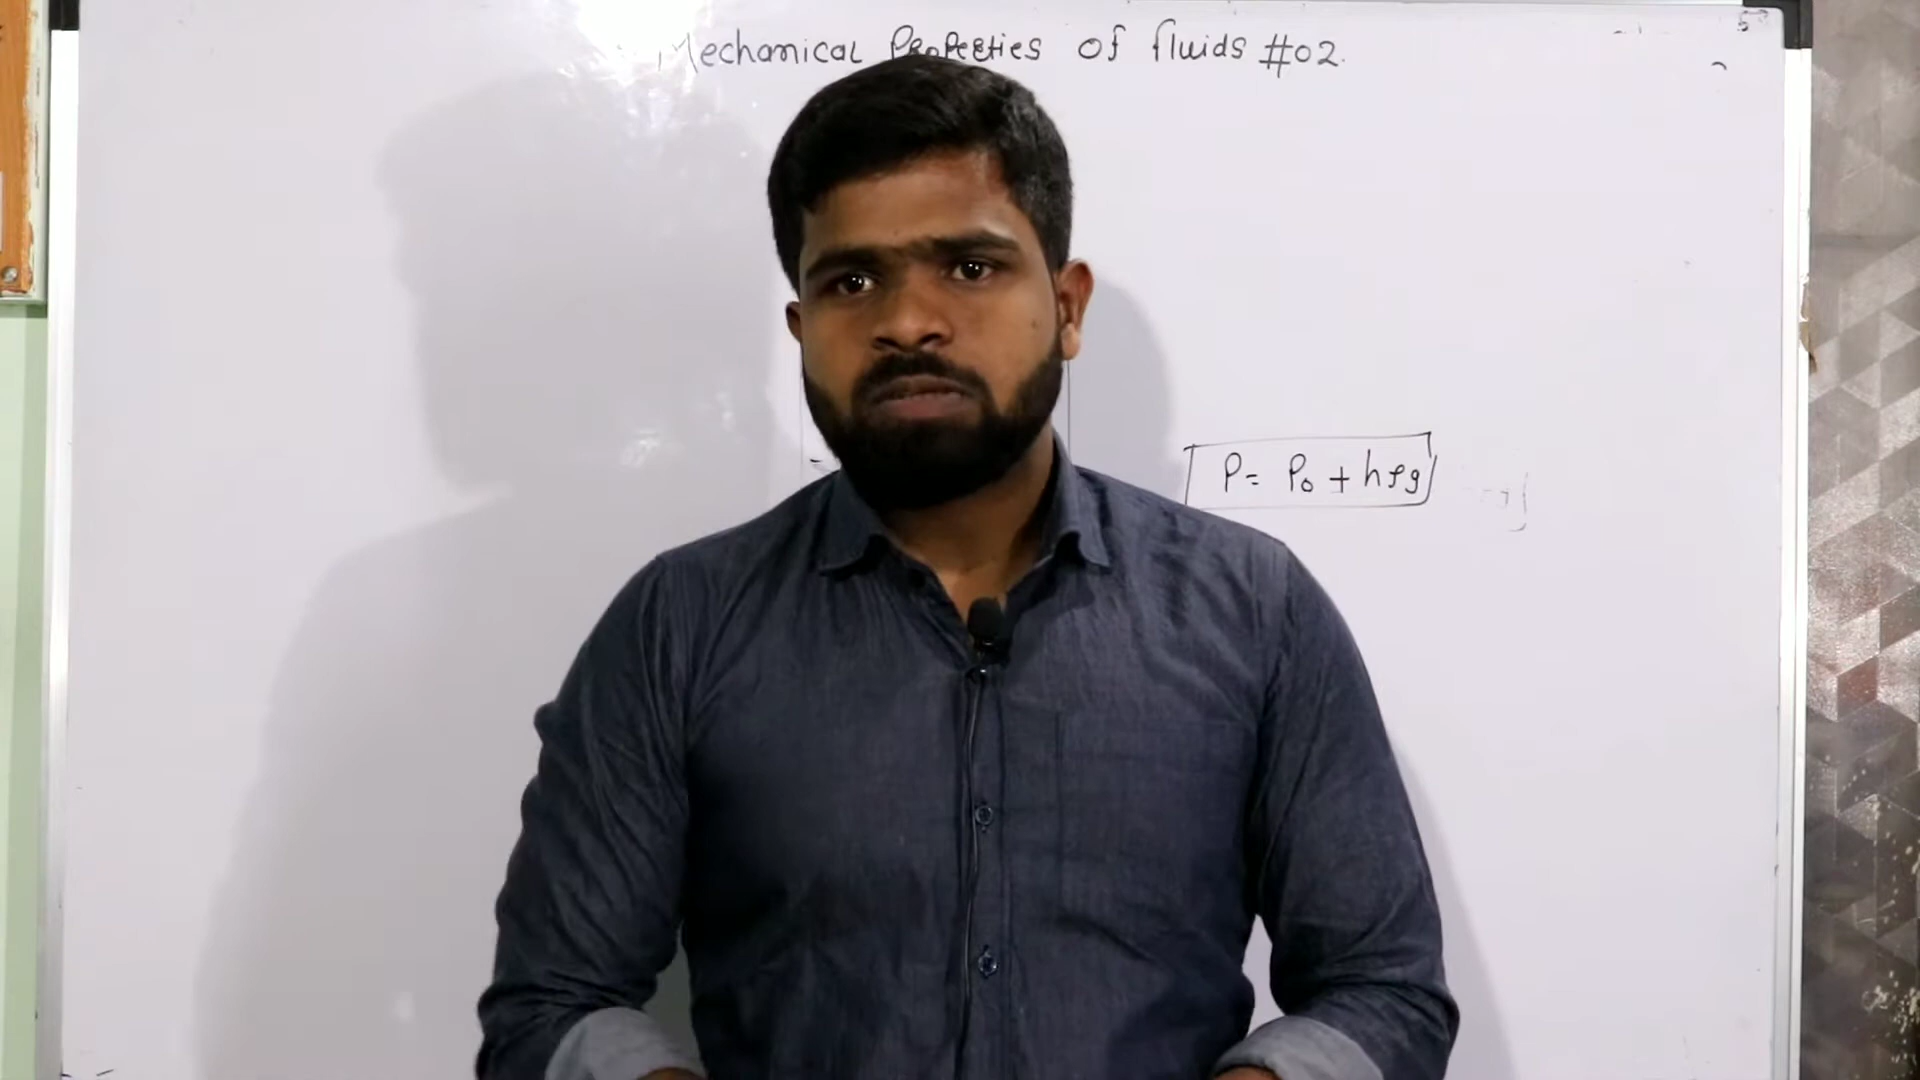 Mechanical Properties Of fluids #02.
P = P₀ + hρg